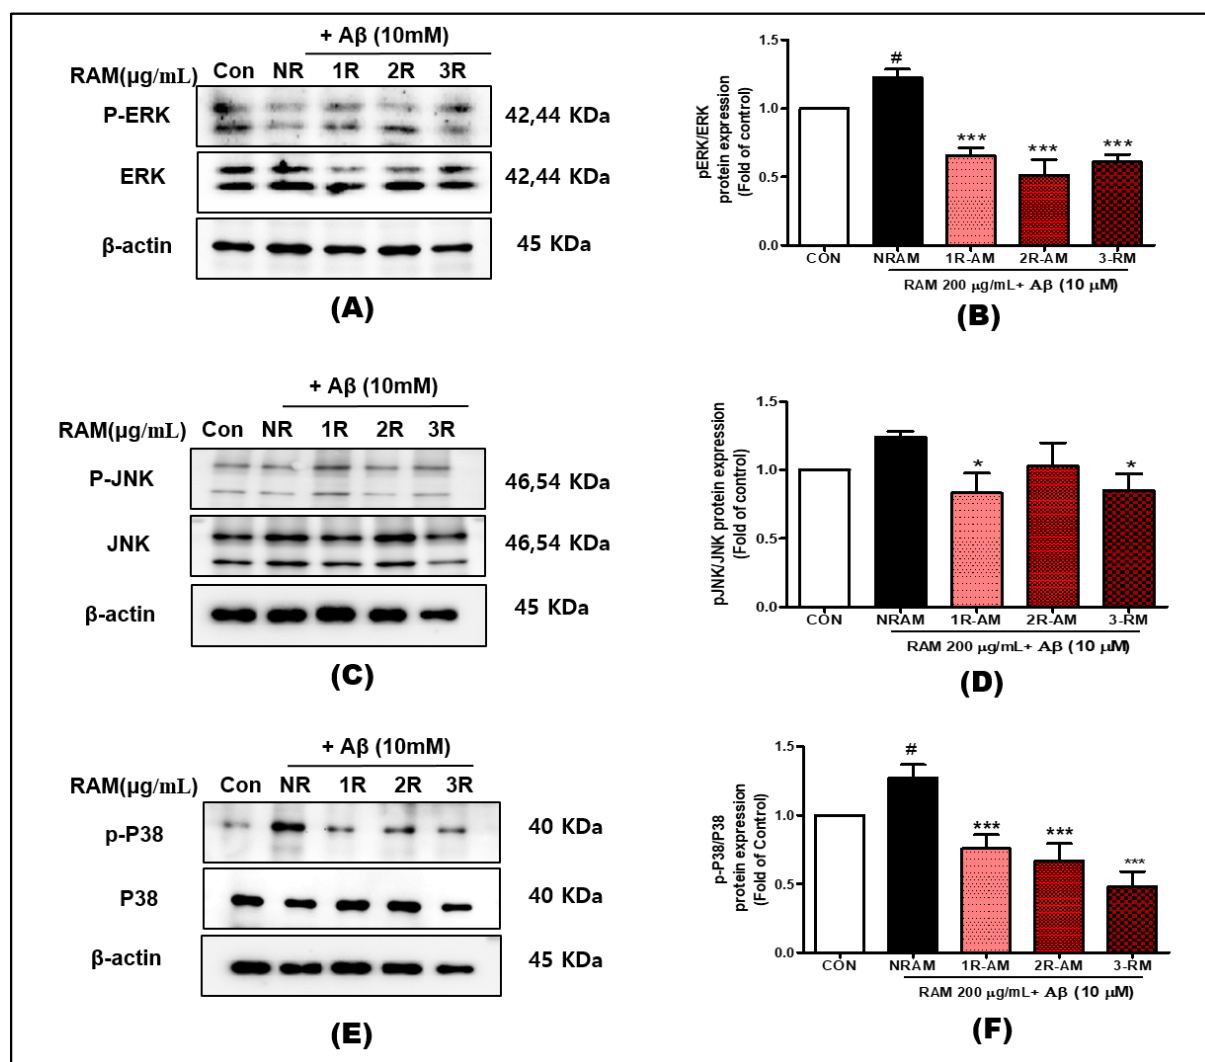 + Aβ (10mM)
RAM(µg/mL) Con NR 1R 2R 3R
P-ERK 42,44 KDa
ERK 42,44 KDa
β-actin 45 KDa
(A)
pERK/ERK
protein expression
(Fold of control)
1.5
1.0
0.5
0.0
#
***
***
***
CON NRAM 1R-AM 2R-AM 3-RM
RAM 200 µg/mL+ Aβ (10 µM)
(B)
+ Aβ (10mM)
RAM(µg/mL) Con NR 1R 2R 3R
P-JNK 46,54 KDa
JNK 46,54 KDa
β-actin 45 KDa
(C)
pJNK/JNK protein expression
(Fold of control)
1.5
1.0
0.5
0.0
*
*
CON NRAM 1R-AM 2R-AM 3-RM
RAM 200 µg/mL+ Aβ (10 µM)
(D)
+ Aβ (10mM)
RAM(µg/mL) Con NR 1R 2R 3R
p-P38 40 KDa
P38 40 KDa
β-actin 45 KDa
(E)
p-P38/P38
protein expression
(Fold of Control)
1.5
1.0
0.5
0.0
#
***
***
***
CON NRAM 1R-AM 2R-AM 3-RM
RAM 200 µg/mL+ Aβ (10 µM)
(F)